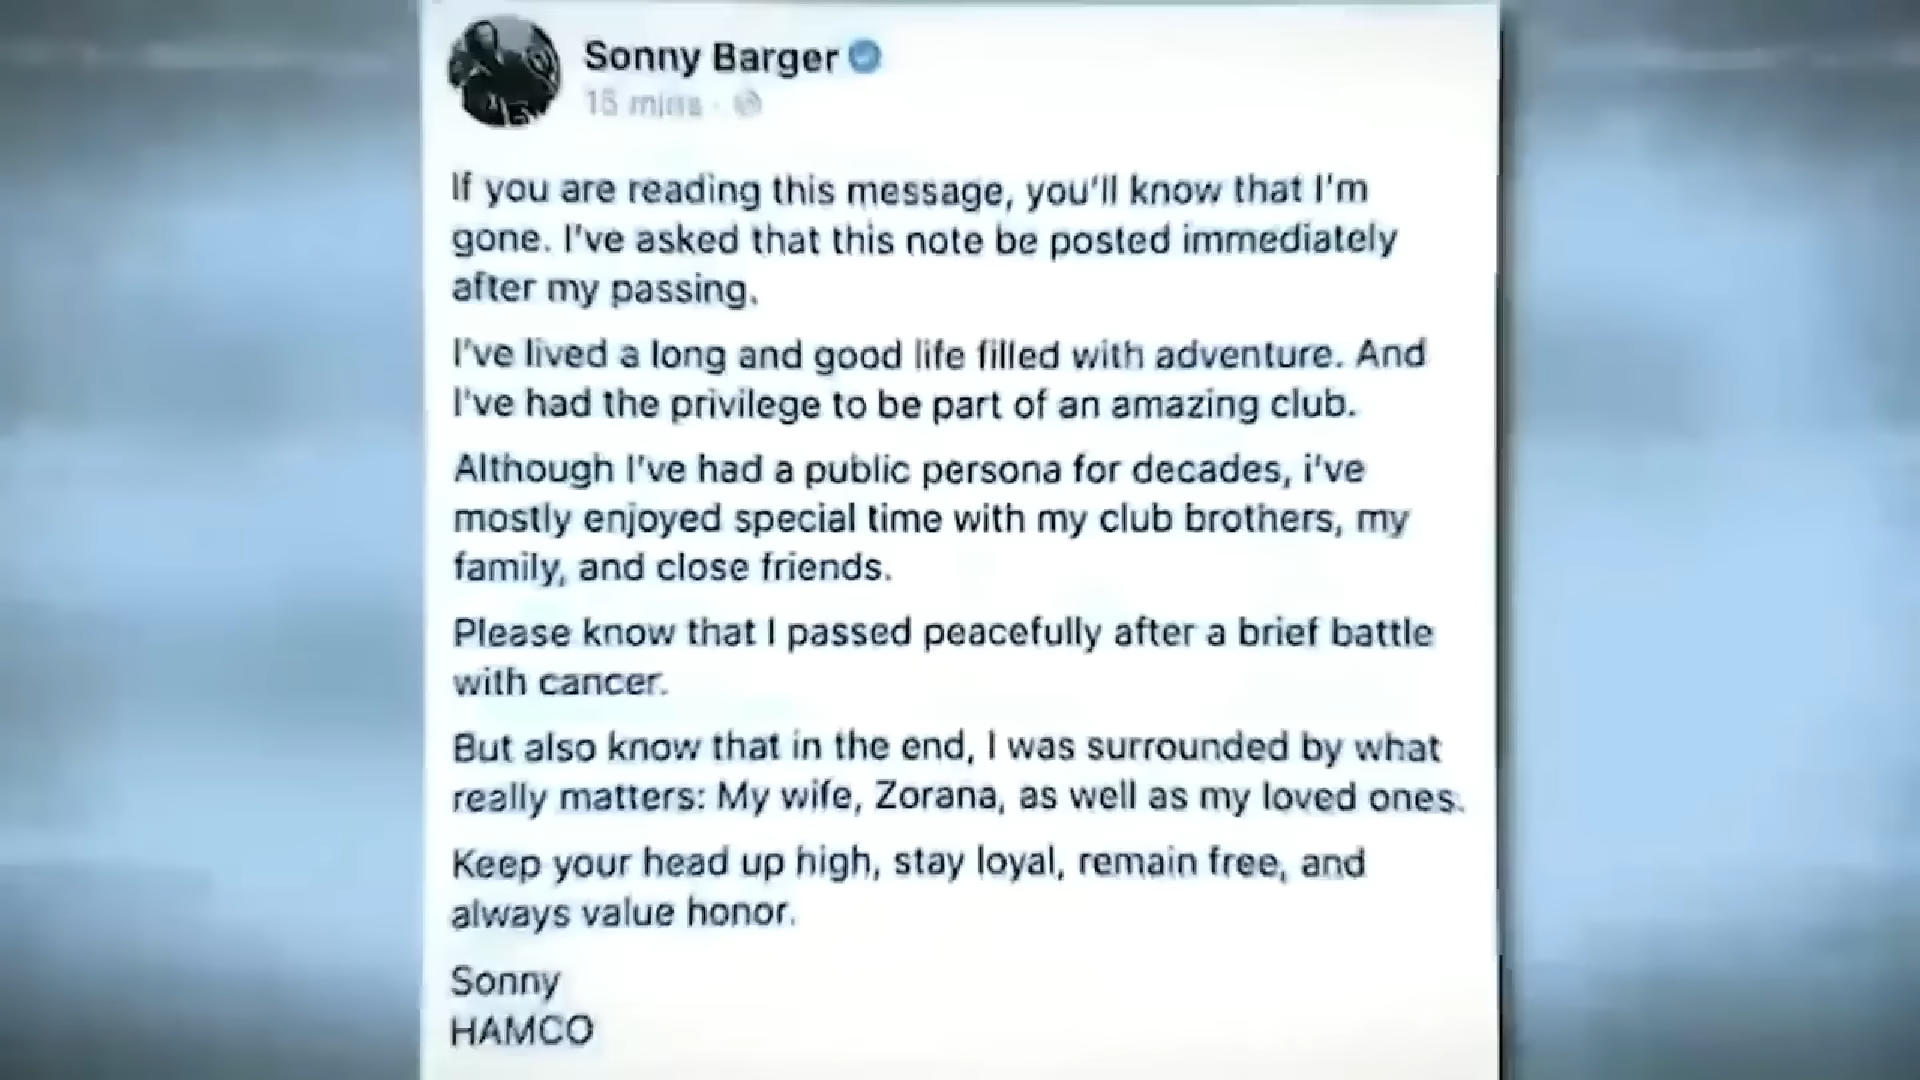 Sonny Barger
15 mins
If you are reading this message, you'll know that I'm
gone. I've asked that this note be posted immediately
after my passing.
I've lived a long and good life filled with adventure. And
I've had the privilege to be part of an amazing club.
Although I've had a public persona for decades, i've
mostly enjoyed special time with my club brothers, my
family, and close friends.
Please know that I passed peacefully after a brief battle
with cancer.
But also know that in the end, I was surrounded by what
really matters: My wife, Zorana, as well as my loved ones.
Keep your head up high, stay loyal, remain free, and
always value honor.
Sonny
HAMCO